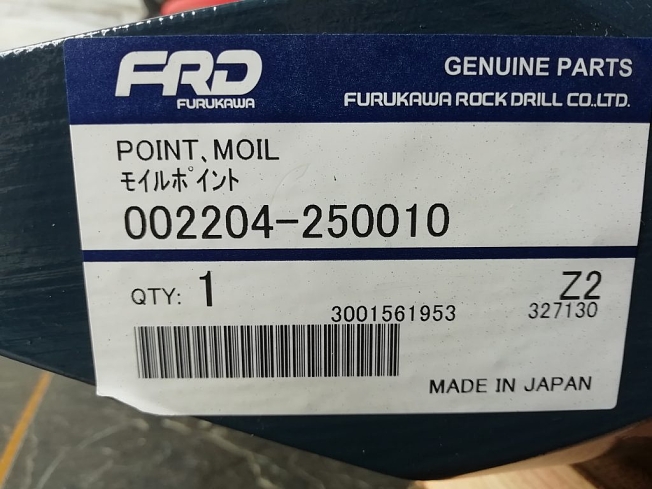 FRD
FURUKAWA
GENUINE PARTS
FURUKAWA ROCK DRILL CO.,LTD.
POINT、MOIL
ﾓｲﾙﾎﾟｲﾝﾄ
002204-250010
QTY: 1
Z2
3001561953
327130
MADE IN JAPAN